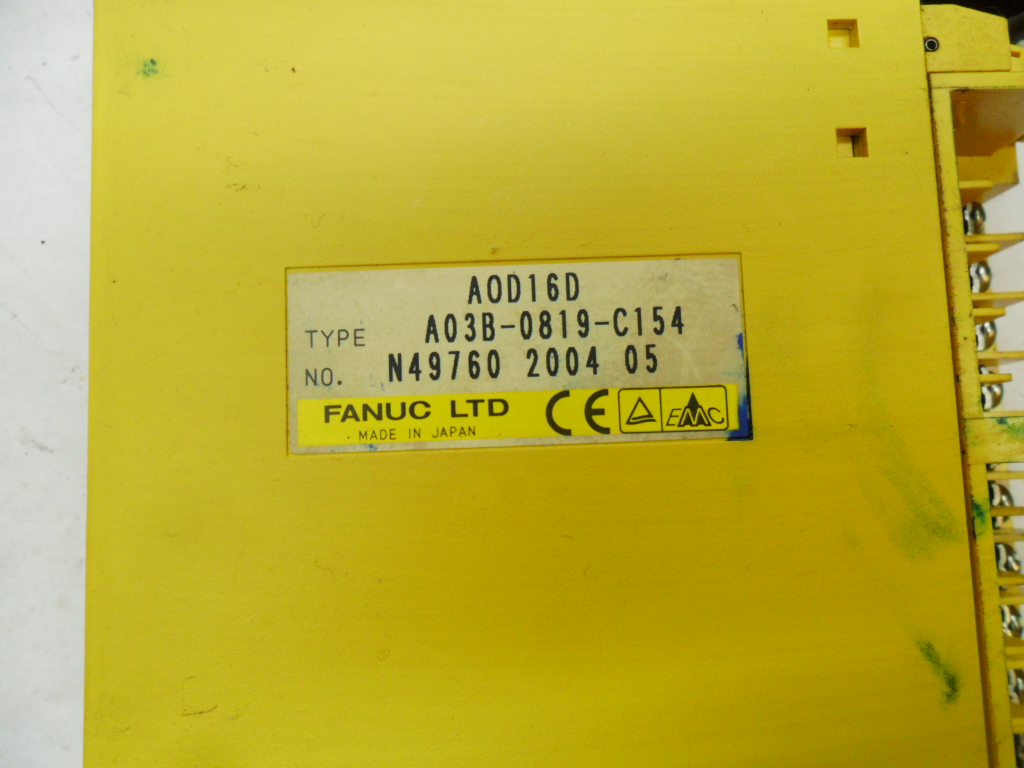 AOD16D
TYPE A03B-0819-C154
NO. N49760 2004 05
FANUC LTD CE EMC
MADE IN JAPAN